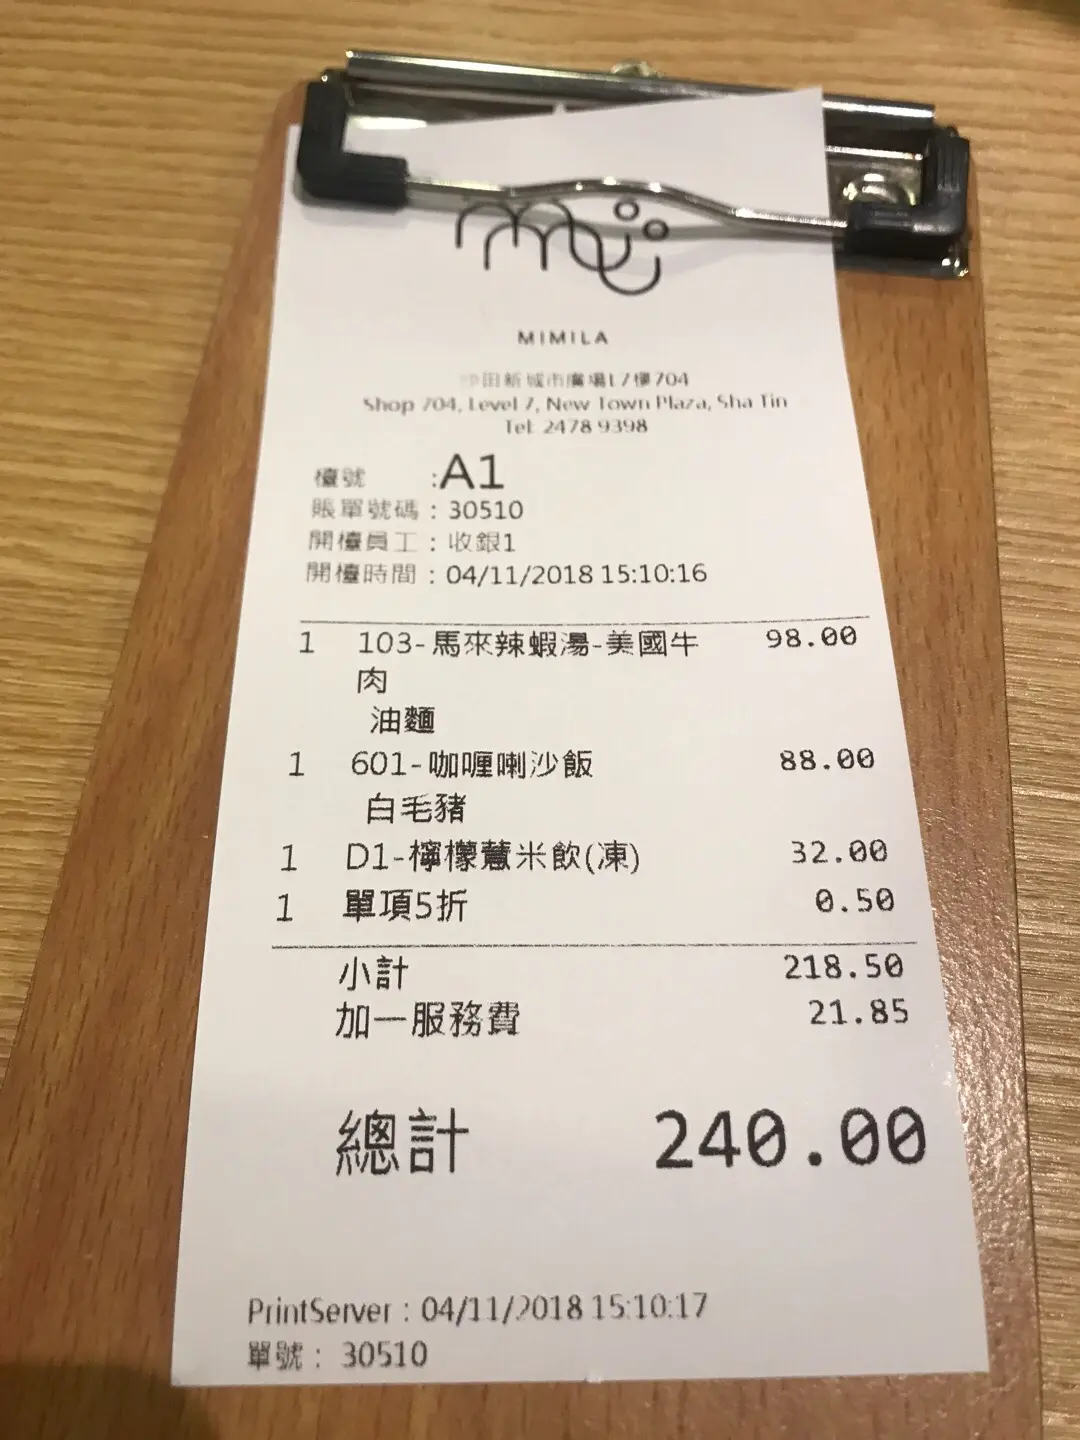 MIMILA
沙田新城市廣場L7樓704
Shop 704, Level 7, New Town Plaza, Sha Tin
Tel: 2478 9398
檯號 :A1
賬單號碼 : 30510
開檯員工 : 收銀1
開檯時間 : 04/11/2018 15:10:16
1 103-馬來辣蝦湯-美國牛 98.00
肉
油麵
1 601-咖喱喇沙飯 88.00
白毛豬
1 D1-檸檬薏米飲(凍) 32.00
1 單項5折 0.50
小計 218.50
加一服務費 21.85
總計 240.00
PrintServer : 04/11/2018 15:10:17
單號 : 30510